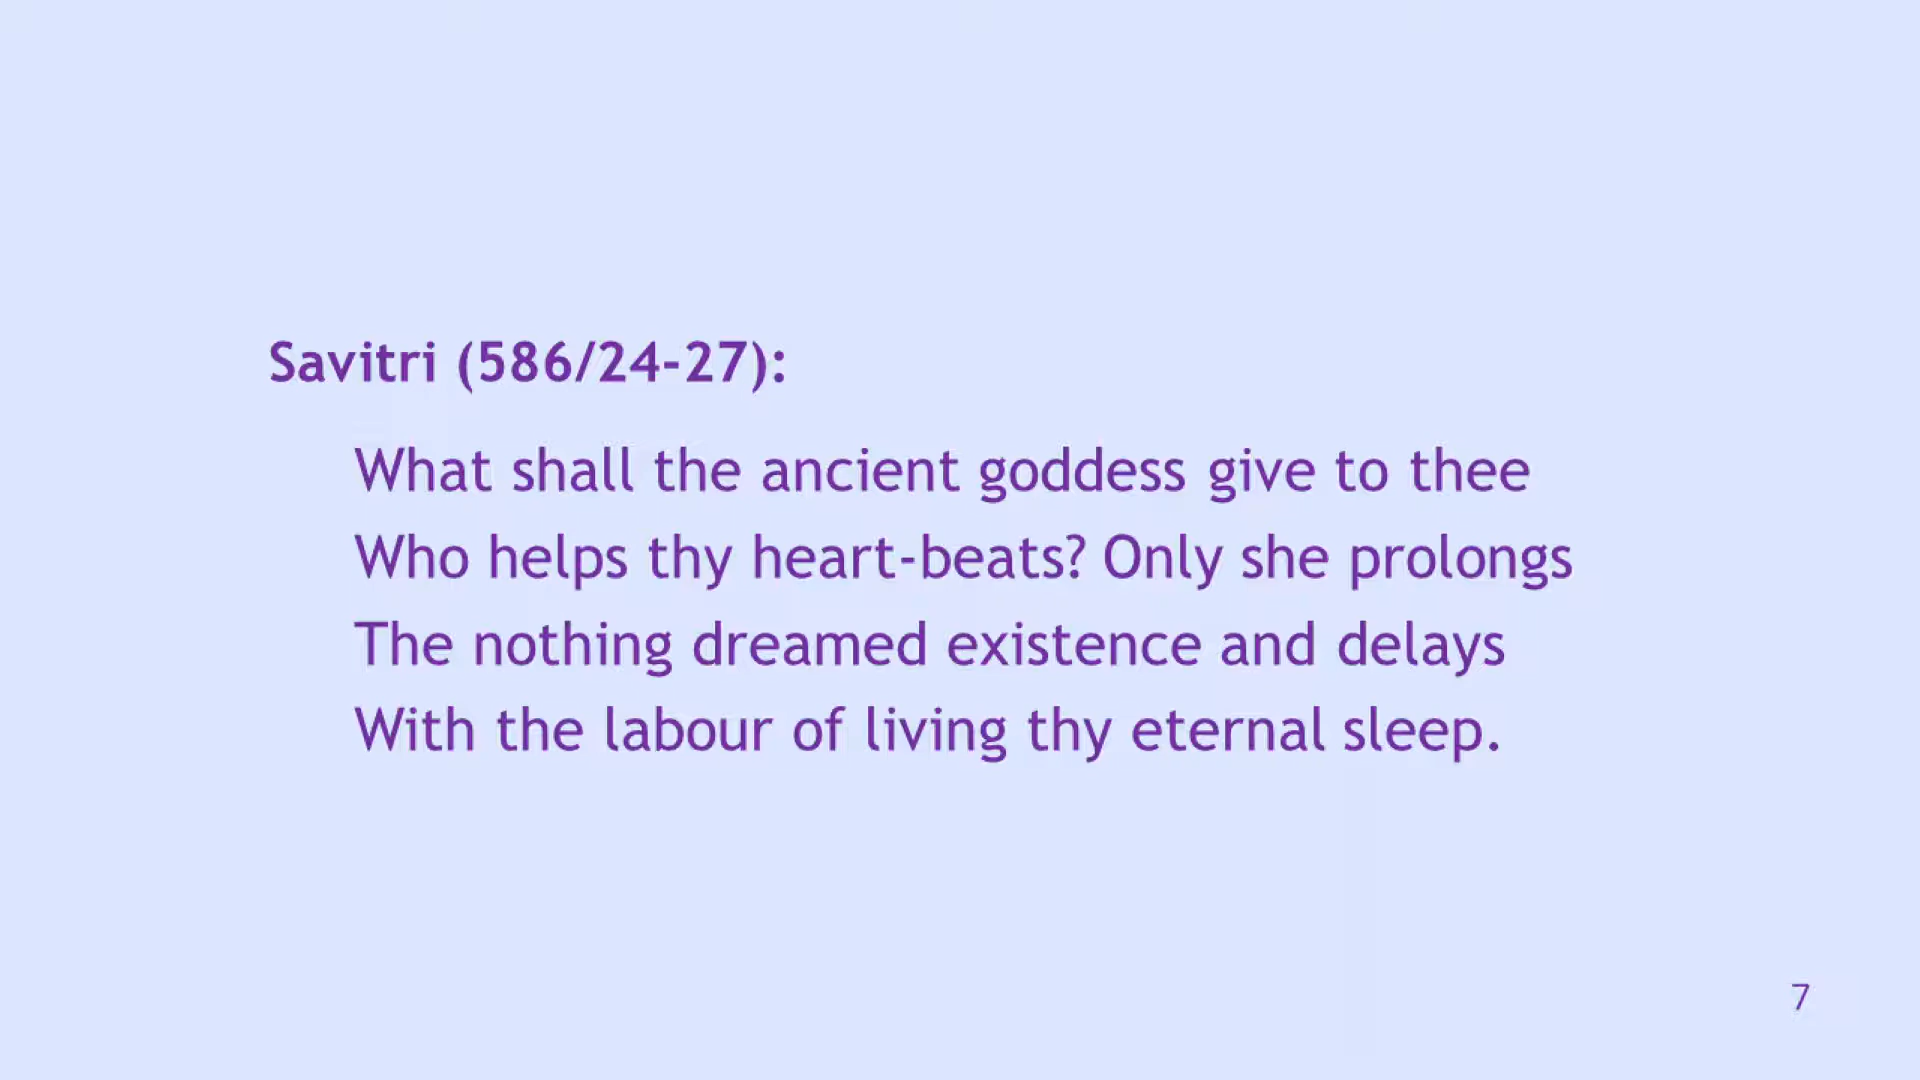 Savitri (586/24-27):
What shall the ancient goddess give to thee
Who helps thy heart-beats? Only she prolongs
The nothing dreamed existence and delays
With the labour of living thy eternal sleep.
7